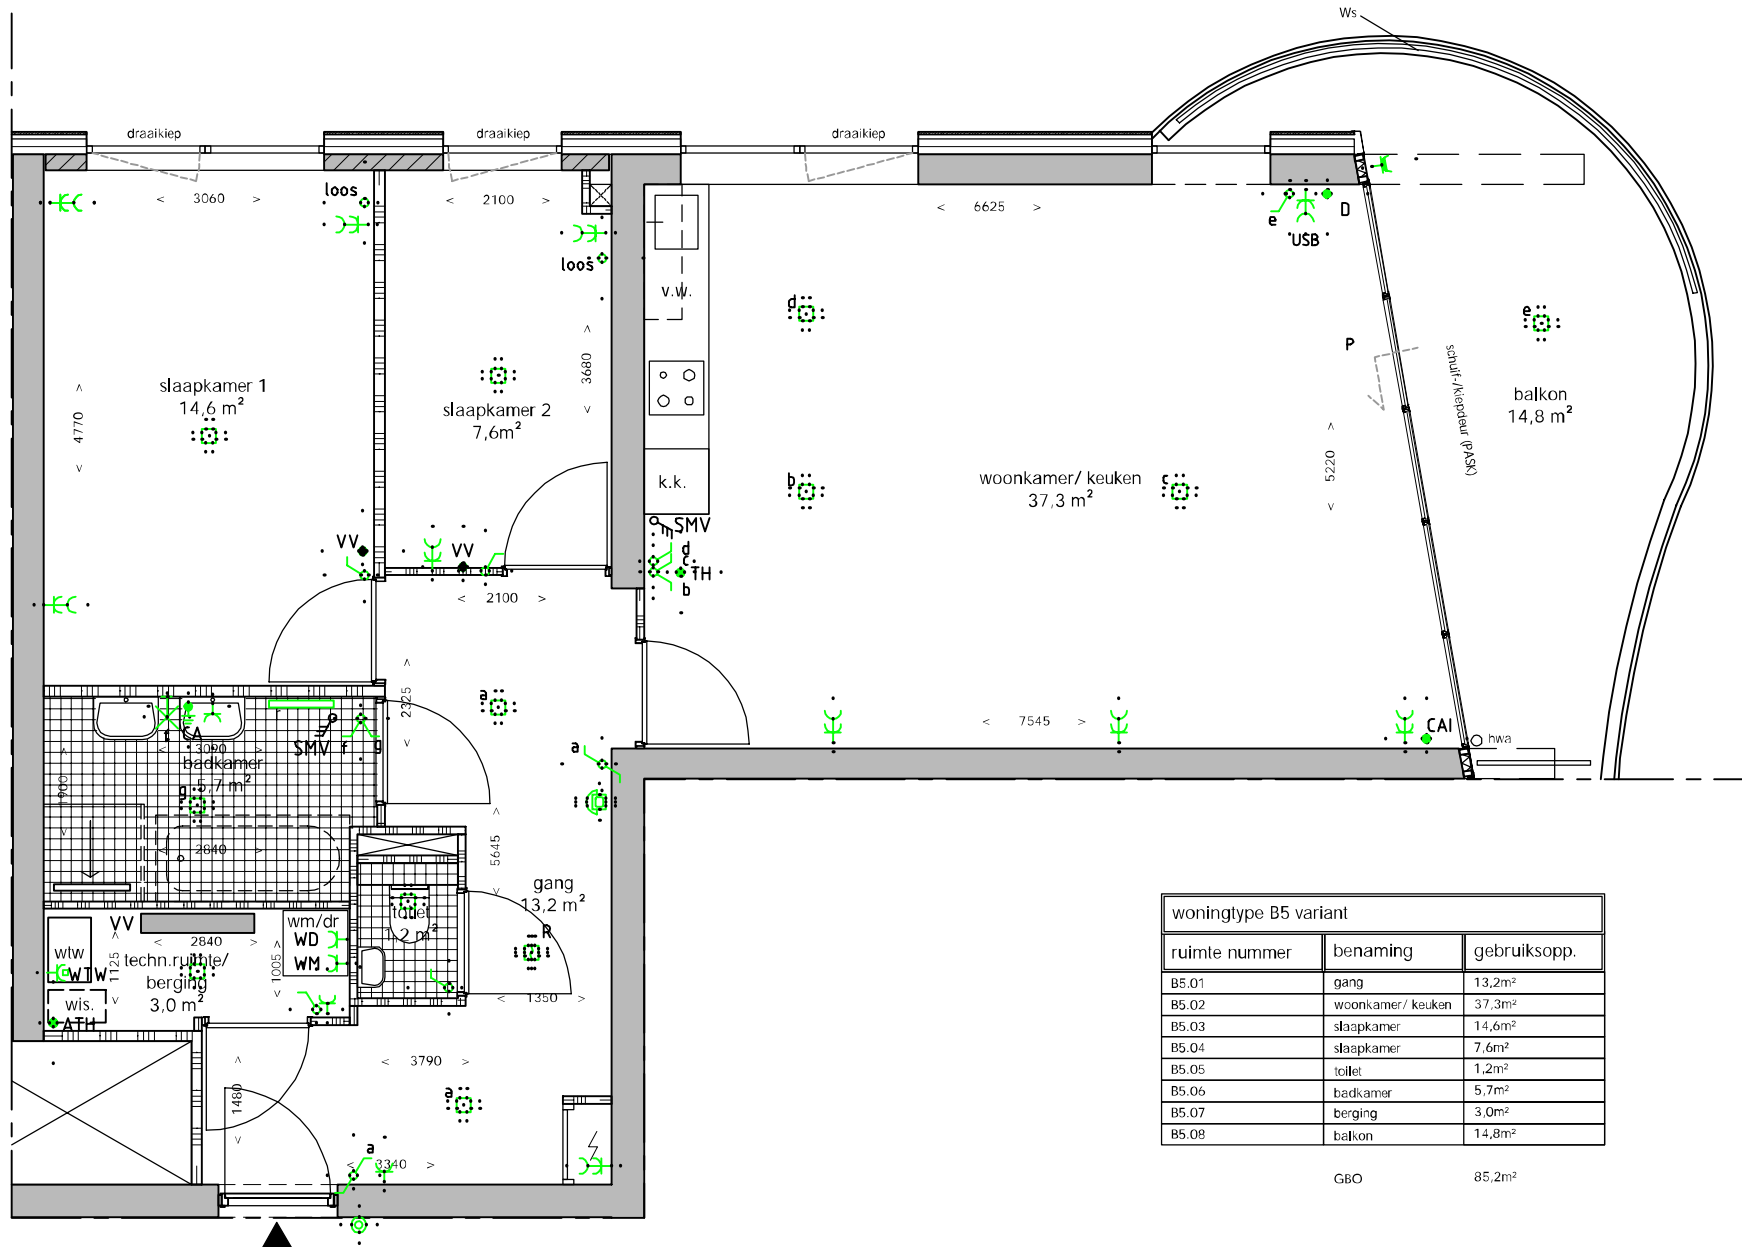 Ws
draaikiep
draaikiep
draaikiep
loos
< 3060 >
< 2100 >
< 6625 >
e
D
USB
loos
v.w.
d
e
< 3680 >
P
schuif-/kiepdeur (PASK)
slaapkamer 1
14,6 m²
slaapkamer 2
7,6m²
balkon
14,8 m²
< 4770 >
< 5220 >
k.k.
b
woonkamer/ keuken
37,3 m²
c
SMV
VV
VV
d
c
TH
b
< 2100 >
< 2325 >
a
< 7545 >
CAI
hwa
f
CA
SMV
f
g
< 3090 >
badkamer
5,7 m²
a
< 1900 >
g
< 2840 >
< 5645 >
gang
13,2 m²
toilet
1,2 m²
R
VV
wm/dr
WD
WM
< 2840 >
wtw
WTW
techn.ruimte/
berging
3,0 m²
< 1125 >
< 1005 >
wis.
ATH
< 1350 >
< 3790 >
< 1480 >
a
a
< 3340 >
woningtype B5 variant
ruimte nummer benaming gebruiksopp.
B5.01 gang 13,2m²
B5.02 woonkamer/ keuken 37,3m²
B5.03 slaapkamer 14,6m²
B5.04 slaapkamer 7,6m²
B5.05 toilet 1,2m²
B5.06 badkamer 5,7m²
B5.07 berging 3,0m²
B5.08 balkon 14,8m²
GBO 85,2m²